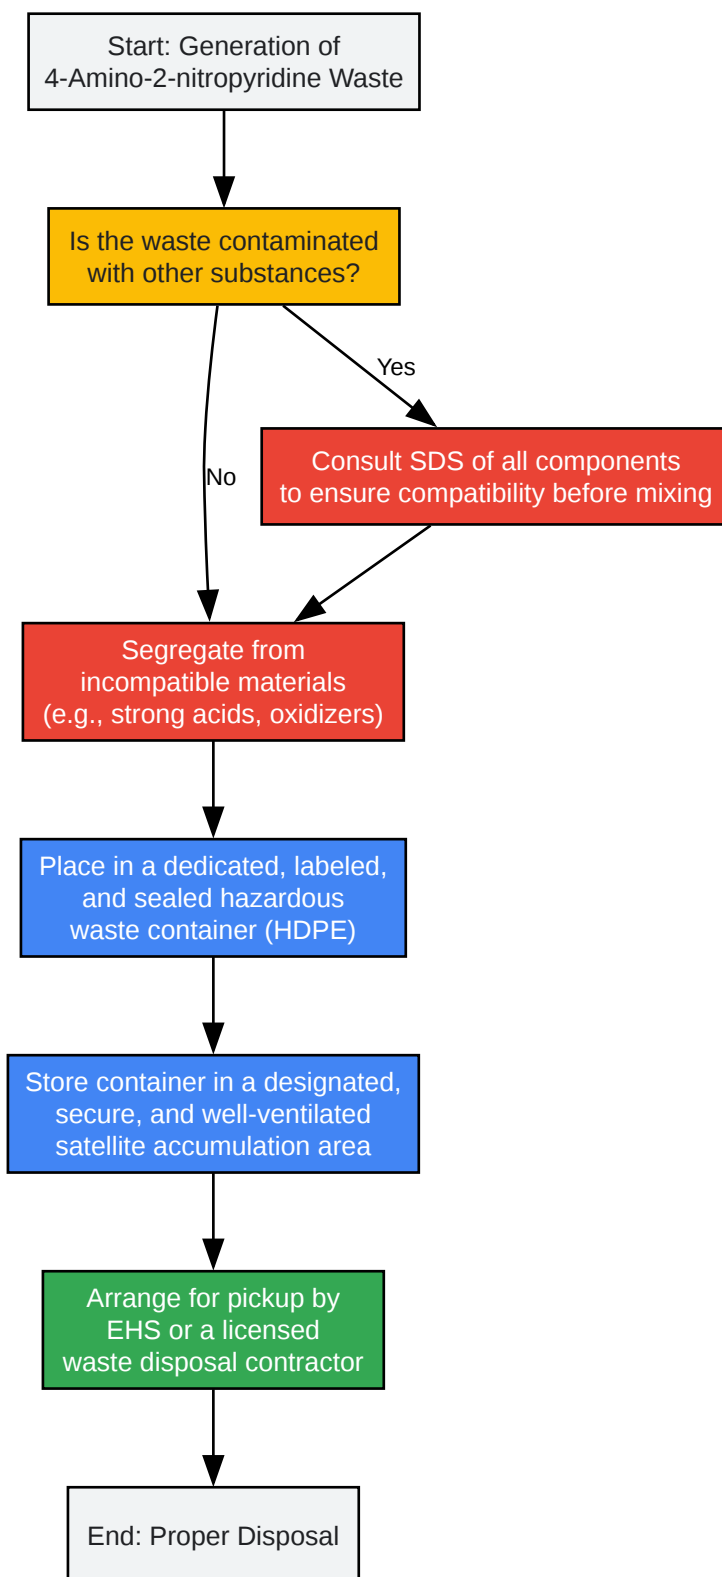 Start: Generation of
4-Amino-2-nitropyridine Waste
Is the waste contaminated
with other substances?
Yes
Consult SDS of all components
to ensure compatibility before mixing
No
Segregate from
incompatible materials
(e.g., strong acids, oxidizers)
Place in a dedicated, labeled,
and sealed hazardous
waste container (HDPE)
Store container in a designated,
secure, and well-ventilated
satellite accumulation area
Arrange for pickup by
EHS or a licensed
waste disposal contractor
End: Proper Disposal